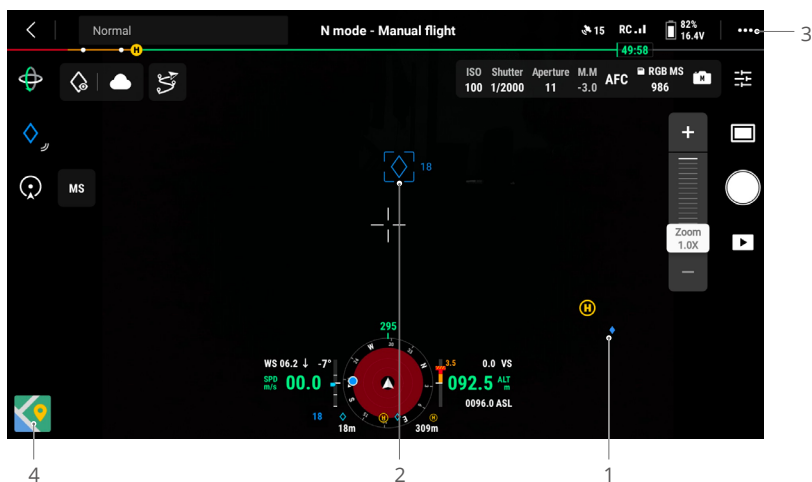 Normal
N mode - Manual flight
15
RC
82%
16.4V
3
H
49:58
ISO Shutter Aperture M.M
100 1/2000 11 -3.0
AFC
RGB MS
986
MS
18
+
Zoom
1.0X
−
H
295
WS 06.2 ↓ -7°
3.5
0.0 VS
SPD
m/s
00.0
W
N
S
E
092.5
ALT
m
0096.0 ASL
18
18m
H
H
309m
4
2
1